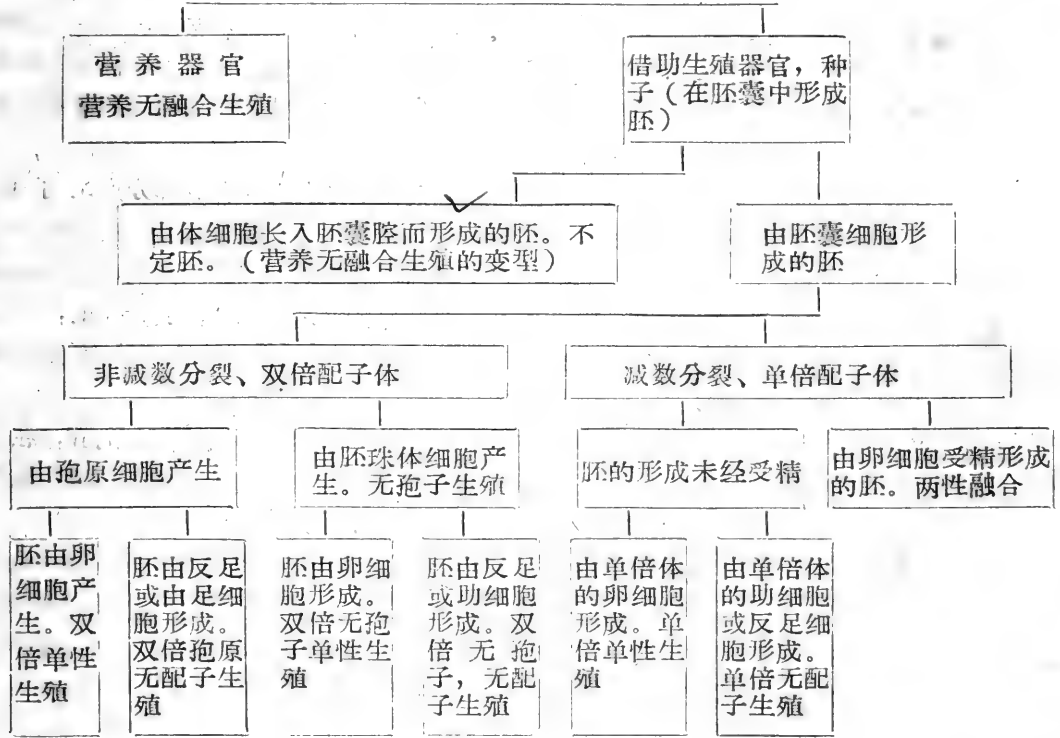 营养器官
营养无融合生殖
借助生殖器官，种
子（在胚囊中形成
胚）
由体细胞长入胚囊腔而形成的胚。不
定胚。（营养无融合生殖的变型）
由胚囊细胞形
成的胚
非减数分裂、双倍配子体
减数分裂、单倍配子体
由孢原细胞产生
由胚珠体细胞产
生。无孢子生殖
胚的形成未经受精
由卵细胞受精形成
的胚。两性融合
胚由卵
细胞产
生。双
倍单性
生殖
胚由反足
或由足细
胞形成。
双倍孢原
无配子生
殖
胚由卵细
胞形成。
双倍无孢
子单性生
殖
胚由反足
或助细胞
形成。双
倍无孢
子，无配
子生殖
由单倍体
的卵细胞
形成。单
倍单性生
殖
由单倍体
的助细胞
或反足细
胞形成。
单倍无配
子生殖